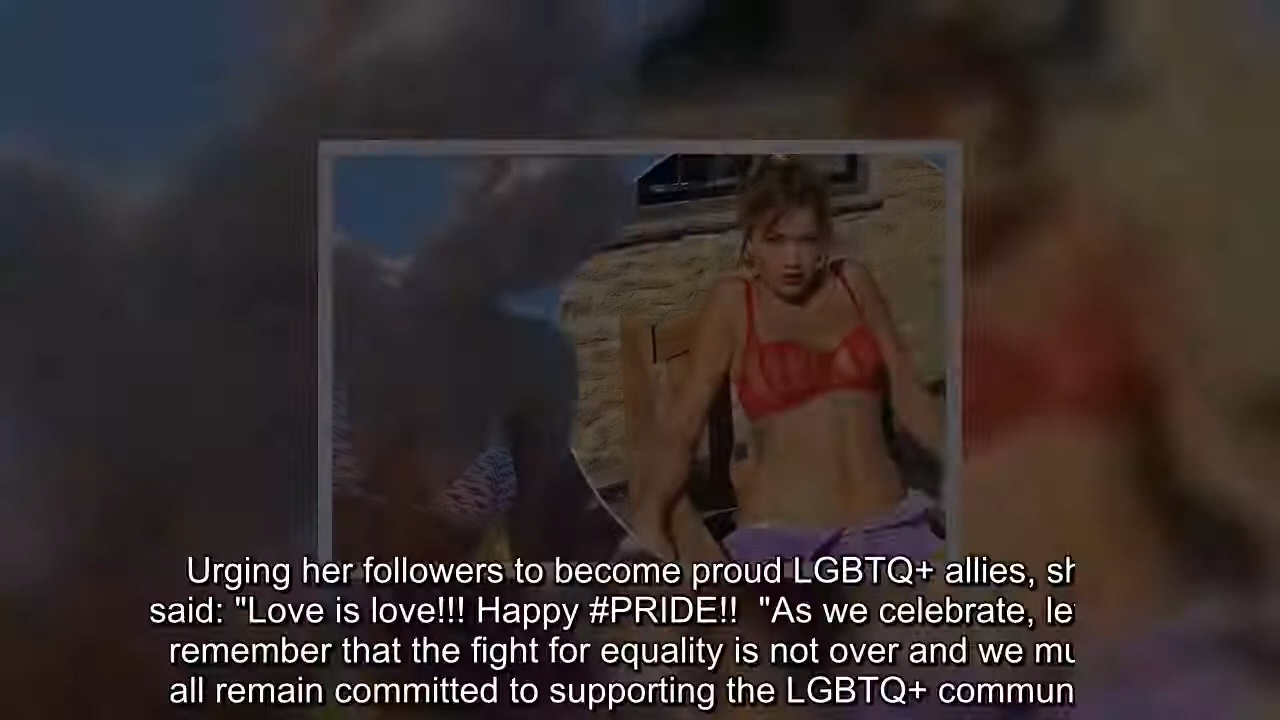 Urging her followers to become proud LGBTQ+ allies,
said: "Love is love!!! Happy #PRIDE!!  "As we celebrate,
remember that the fight for equality is not over and we
all remain committed to supporting the LGBTQ+